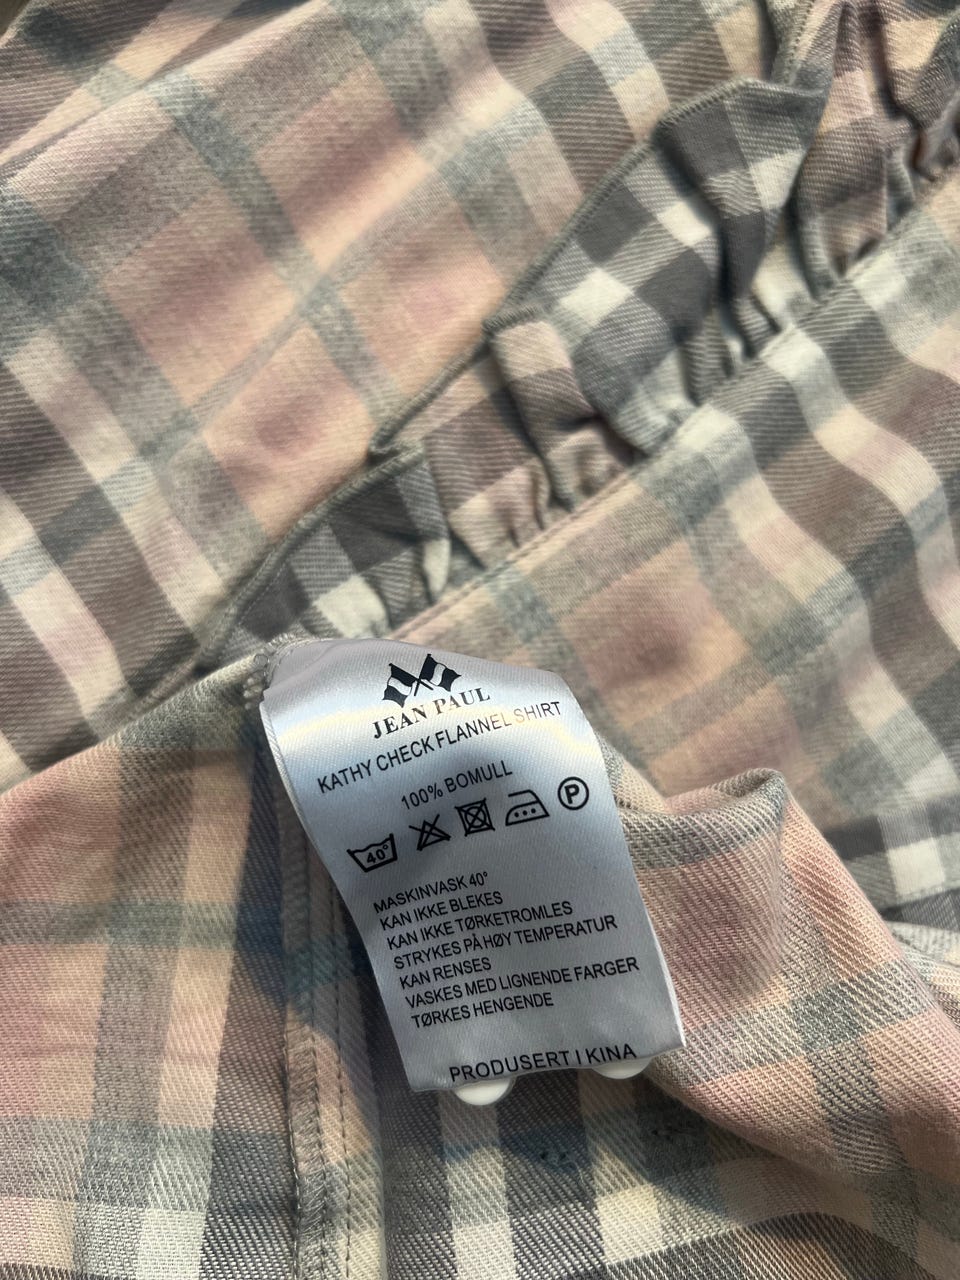 JEAN PAUL
KATHY CHECK FLANNEL SHIRT
100% BOMULL
40° P
MASKINVASK 40°
KAN IKKE BLEKES
KAN IKKE TØRKETROMLES
STRYKES PÅ HØY TEMPERATUR
KAN RENSES
VASKES MED LIGNENDE FARGER
TØRKES HENGENDE
PRODUSERT I KINA